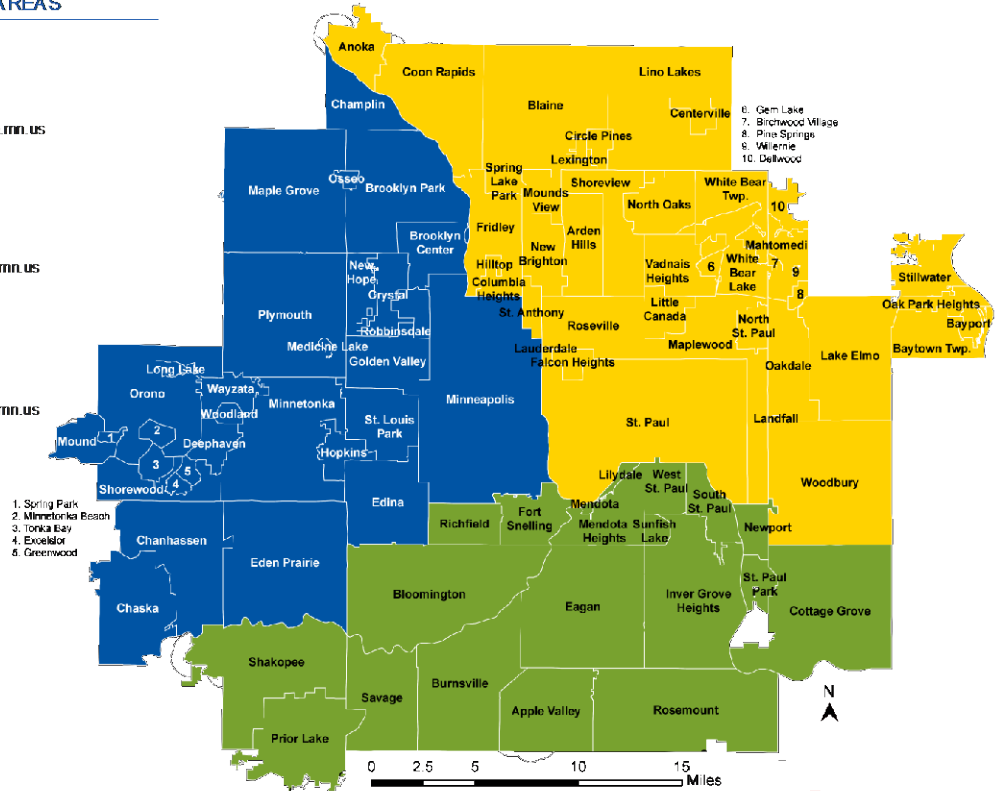 AREAS
.mn.us
mn.us
mn.us
Anoka
Coon Rapids
Lino Lakes
Champlin
Blaine
Centerville
Circle Pines
Lexington
6. Gem Lake
7. Birchwood Village
8. Pine Springs
9. Willernie
10. Dellwood
Maple Grove
Osseo
Brooklyn Park
Spring
Lake
Park
Mounds
View
Shoreview
North Oaks
White Bear
Twp.
10
Brooklyn
Center
Fridley
New
Brighton
Arden
Hills
Vadnais
Heights
6
White
Bear
Lake
Mahtomedi
7
9
8
Stillwater
Oak Park Heights
Bayport
Baytown Twp.
New
Hope
Crystal
Hilltop
Columbia
Heights
St. Anthony
Roseville
Little
Canada
North
St. Paul
Plymouth
Robbinsdale
Medicine Lake
Golden Valley
Lauderdale
Falcon Heights
Maplewood
Oakdale
Lake Elmo
Long Lake
Orono
Wayzata
Woodland
Minnetonka
Minneapolis
St. Louis
Park
St. Paul
Landfall
Mound
1
2
3
4
5
Deephaven
Hopkins
Shorewood
Edina
Woodbury
1. Spring Park
2. Minnetonka Beach
3. Tonka Bay
4. Excelsior
5. Greenwood
Lilydale
West
St. Paul
South
St. Paul
Mendota
Mendota
Heights
Sunfish
Lake
Newport
Richfield
Fort
Snelling
Chanhassen
Eden Prairie
Bloomington
Eagan
Inver Grove
Heights
St. Paul
Park
Cottage Grove
Chaska
Shakopee
Savage
Burnsville
Apple Valley
Rosemount
Prior Lake
N
0 2.5 5 10 15
Miles